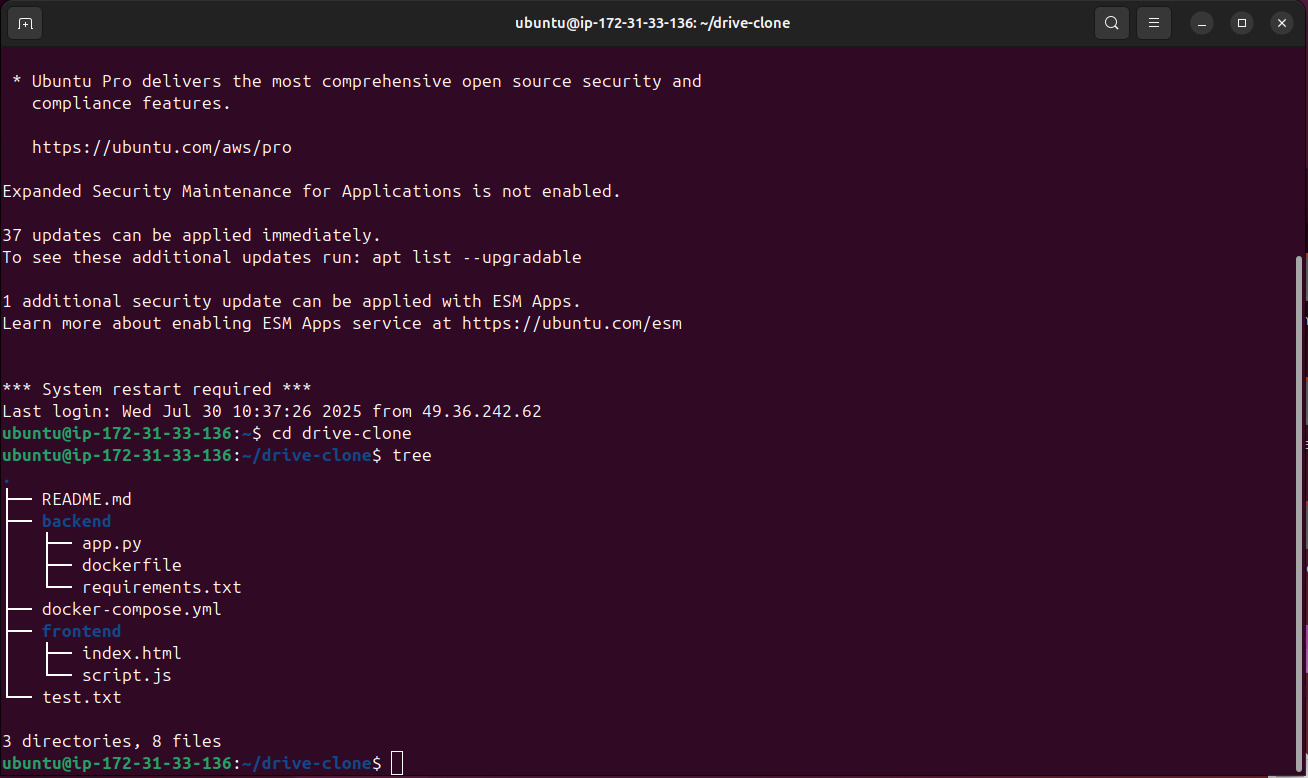 ubuntu@ip-172-31-33-136: ~/drive-clone
* Ubuntu Pro delivers the most comprehensive open source security and
compliance features.
https://ubuntu.com/aws/pro
Expanded Security Maintenance for Applications is not enabled.
37 updates can be applied immediately.
To see these additional updates run: apt list --upgradable
1 additional security update can be applied with ESM Apps.
Learn more about enabling ESM Apps service at https://ubuntu.com/esm
*** System restart required ***
Last login: Wed Jul 30 10:37:26 2025 from 49.36.242.62
ubuntu@ip-172-31-33-136:~$ cd drive-clone
ubuntu@ip-172-31-33-136:~/drive-clone$ tree
.
├── README.md
├── backend
│   ├── app.py
│   ├── dockerfile
│   └── requirements.txt
├── docker-compose.yml
├── frontend
│   ├── index.html
│   └── script.js
└── test.txt
3 directories, 8 files
ubuntu@ip-172-31-33-136:~/drive-clone$